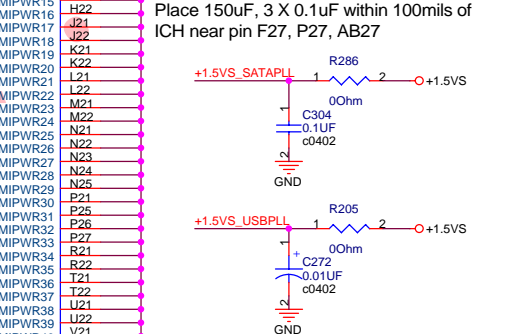 MIPWR15
MIPWR16 H22
MIPWR17 J21
MIPWR18 J22
MIPWR19 K21
MIPWR20 K22
MIPWR21 L21
MIPWR22 L22
MIPWR23 M21
MIPWR24 M22
MIPWR25 N21
MIPWR26 N22
MIPWR27 N23
MIPWR28 N24
MIPWR29 N25
MIPWR30 P21
MIPWR31 P25
MIPWR32 P26
MIPWR33 P27
MIPWR34 R21
MIPWR35 R22
MIPWR36 T21
MIPWR37 T22
MIPWR38 U21
MIPWR39 U22
V21
Place 150uF, 3 X 0.1uF within 100mils of
ICH near pin F27, P27, AB27
R286
+1.5VS_SATAPLL 1 2 +1.5VS
0Ohm
1
C304
0.1UF
c0402
2
GND
R205
+1.5VS_USBPLL 1 2 +1.5VS
0Ohm
1
+
C272
0.01UF
c0402
2
GND